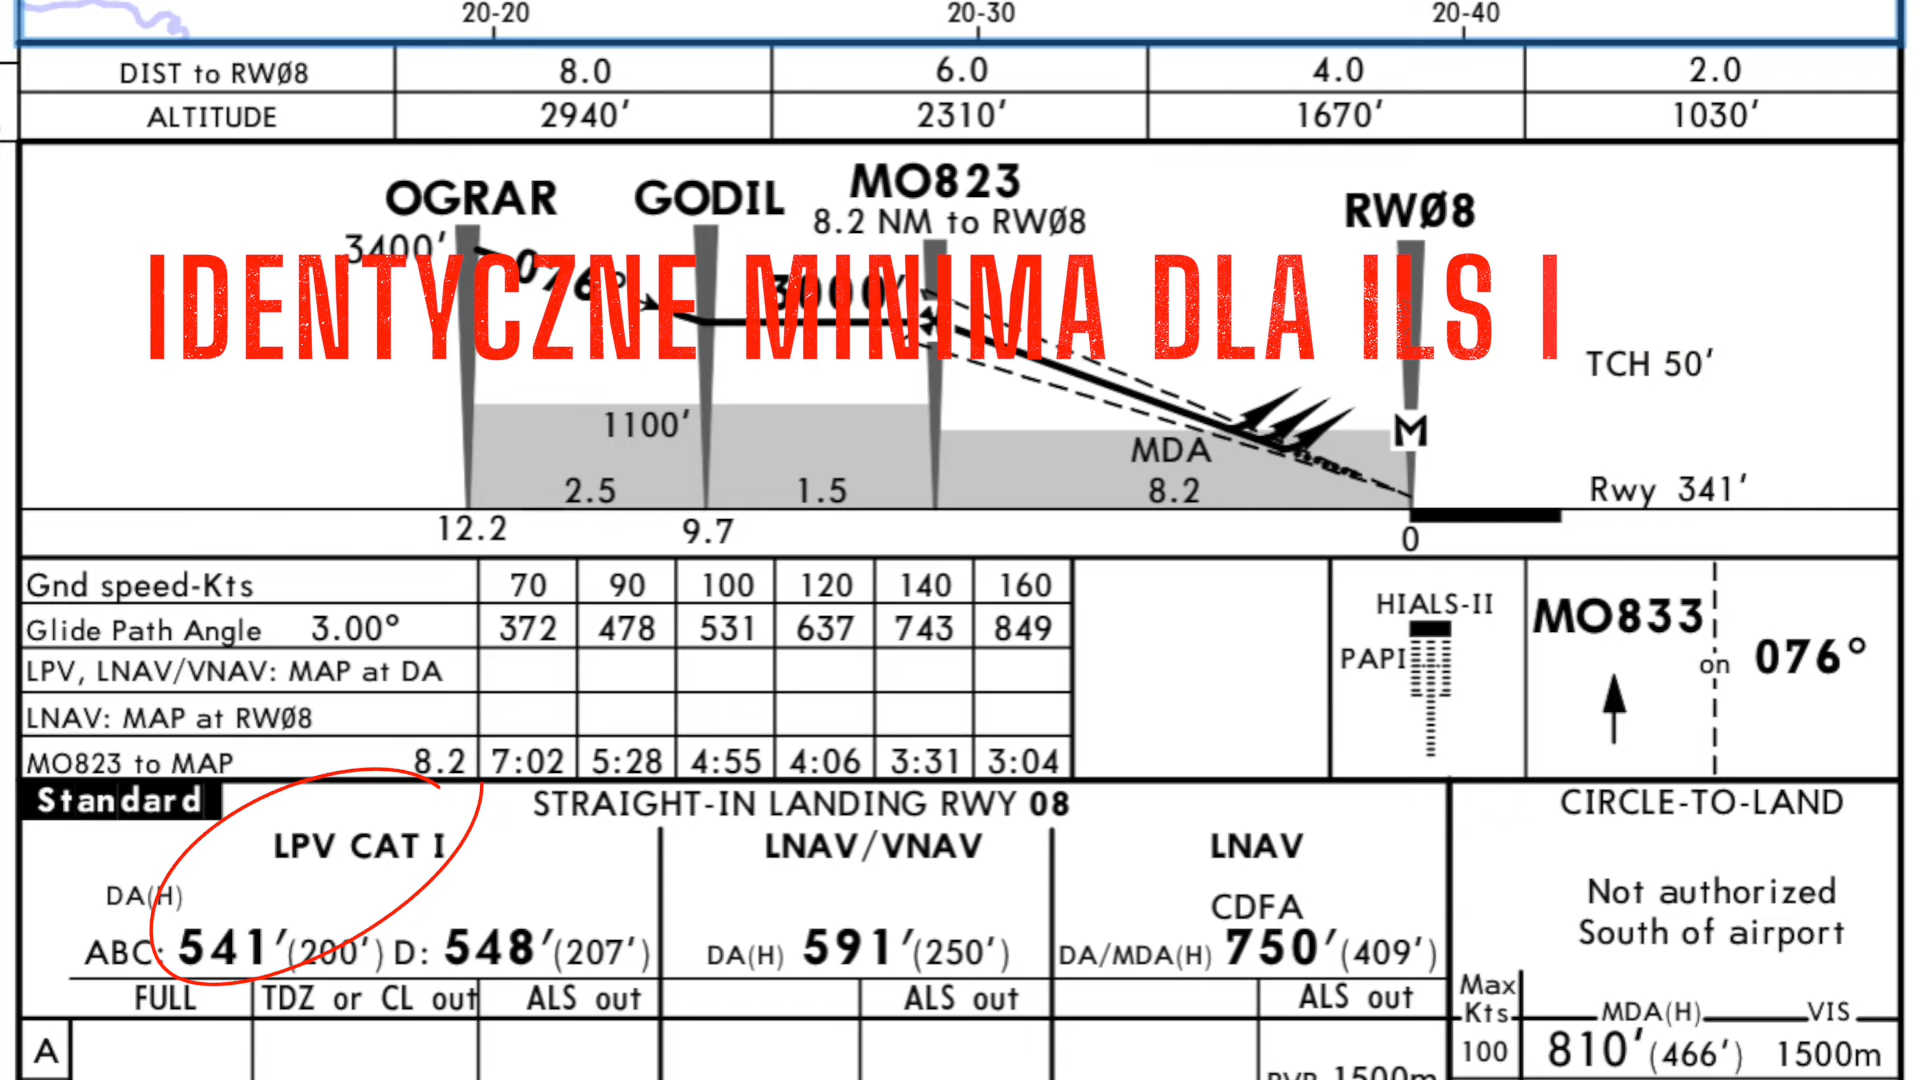 20-20 20-30 20-40
DIST to RWØ8 8.0 6.0 4.0 2.0
ALTITUDE 2940' 2310' 1670' 1030'
OGRAR GODIL MO823 RWØ8
8.2 NM to RWØ8
3400' 076° 3000'
IDENTYCZNE MINIMA DLA ILS I
TCH 50'
1100' MDA M
2.5 1.5 8.2 Rwy 341'
12.2 9.7 0
Gnd speed-Kts 70 90 100 120 140 160
Glide Path Angle 3.00° 372 478 531 637 743 849
LPV, LNAV/VNAV: MAP at DA
LNAV: MAP at RWØ8
MO823 to MAP 8.2 7:02 5:28 4:55 4:06 3:31 3:04
HIALS-II
PAPI
MO833 on 076°
Standard STRAIGHT-IN LANDING RWY 08 CIRCLE-TO-LAND
LPV CAT I LNAV/VNAV LNAV
Not authorized
South of airport
DA(H) CDFA
ABC: 541'(200') D: 548'(207') DA(H) 591'(250') DA/MDA(H) 750'(409')
FULL TDZ or CL out ALS out ALS out ALS out
Max
Kts MDA(H) VIS
A 100 810'(466') 1500m
RVR 1500m